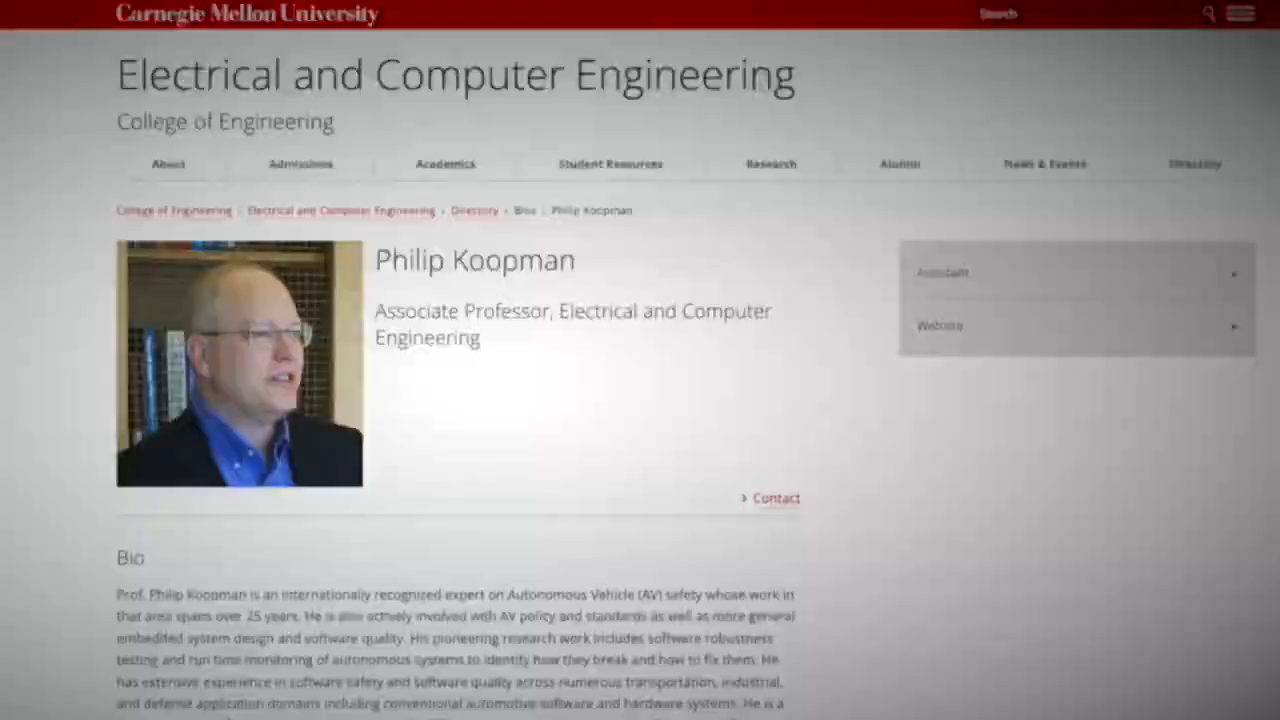 Carnegie Mellon University
Search
Electrical and Computer Engineering
College of Engineering
About Admissions Academics Student Resources Research Alumni News & Events Directory
College of Engineering › Electrical and Computer Engineering › Directory › Bios › Philip Koopman
Philip Koopman
Associate Professor, Electrical and Computer
Engineering
Assistant
Website
› Contact
Bio
Prof. Philip Koopman is an internationally recognized expert on Autonomous Vehicle (AV) safety whose work in
that area spans over 25 years. He is also actively involved with AV policy and standards as well as more general
embedded system design and software quality. His pioneering research work includes software robustness
testing and run time monitoring of autonomous systems to identify how they break and how to fix them. He
has extensive experience in software safety and software quality across numerous transportation, industrial,
and defense application domains including conventional automotive software and hardware systems. He is a